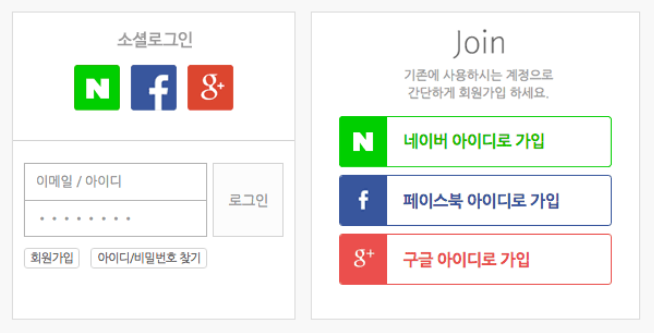 소셜로그인
N f g+
이메일 / 아이디
로그인
회원가입 아이디/비밀번호 찾기
Join
기존에 사용하시는 계정으로
간단하게 회원가입 하세요.
N 네이버 아이디로 가입
f 페이스북 아이디로 가입
g+ 구글 아이디로 가입